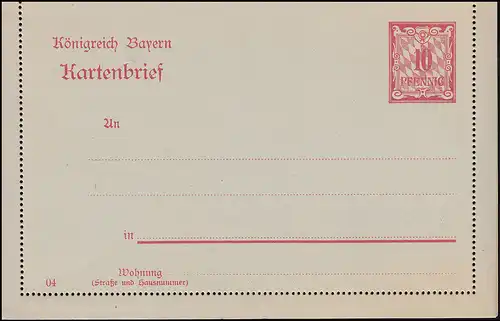 Königreich Bayern
Kartenbrief
10
PFENNIG
An
in
Wohnung
(Straße und Hausnummer)
04